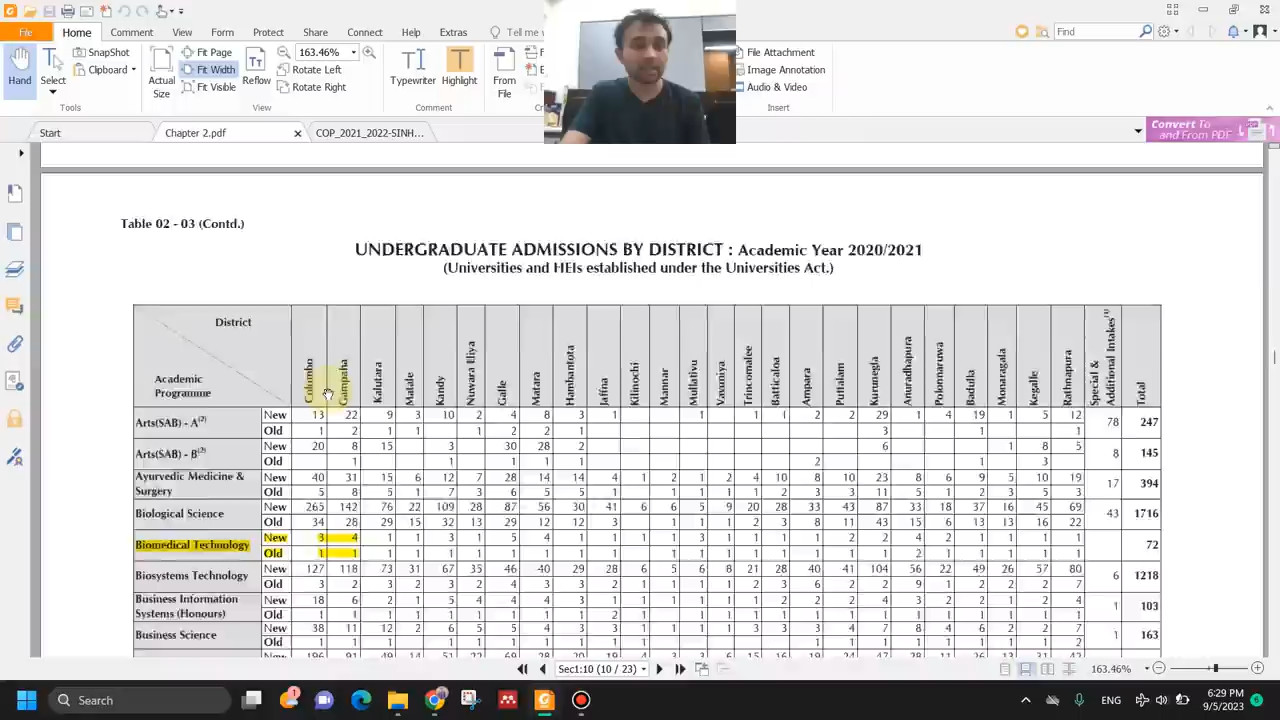 File Home Comment View Form Protect Share Connect Help Extras Tell me Find
Hand Select SnapShot Clipboard Actual Size Fit Page Fit Width Fit Visible Reflow 163.46% Rotate Left Rotate Right Typewriter Highlight From File File Attachment Image Annotation Audio & Video
Tools View Comment Insert
Start Chapter 2.pdf COP_2021_2022-SINH... Convert To and From PDF
Table 02 - 03 (Contd.)
UNDERGRADUATE ADMISSIONS BY DISTRICT : Academic Year 2020/2021
(Universities and HEIs established under the Universities Act.)
District Academic Programme Colombo Gampaha Kalutara Matale Kandy Nuwara Eliya Galle Matara Hambantota Jaffna Kilinochi Mannar Mullativu Vavuniya Trincomalee Batticaloa Ampara Puttalam Kurunegla Anuradhapura Polonnaruwa Badulla Monaragala Kegalle Rathnapura Special & Additional Intakes(1) Total
Arts(SAB) - A(2) New 13 22 9 3 10 2 4 8 3 1 1 1 1 2 2 29 1 4 19 1 5 12 78 247
Old 1 2 1 1 1 2 2 1 3 1 1
Arts(SAB) - B(2) New 20 8 15 3 30 28 2 6 1 8 5 8 145
Old 1 1 1 1 1 2 1 3
Ayurvedic Medicine & Surgery New 40 31 15 6 12 7 28 14 14 4 1 2 1 2 4 10 8 10 23 8 6 9 5 10 10 17 394
Old 5 8 5 1 7 3 6 5 5 1 1 1 1 1 2 3 3 11 5 1 2 3 5 3
Biological Science New 265 142 76 22 109 28 87 56 30 41 6 6 5 9 20 28 33 43 87 33 18 37 16 45 69 43 1716
Old 34 28 29 15 32 13 29 12 12 3 1 1 1 2 3 8 11 43 15 6 13 13 16 22
Biomedical Technology New 3 4 1 1 3 1 5 4 1 1 1 1 3 1 1 1 1 2 2 4 2 1 1 1 1 72
Old 1 1 1 1 1 1 1 1 1 1 1 1 1 1 1 1 1 2 1 1 1 1 1
Biosystems Technology New 127 118 73 31 67 35 46 40 29 28 6 5 6 8 21 28 40 41 104 56 22 49 26 57 80 6 1218
Old 3 2 3 2 3 2 4 3 3 2 1 1 1 1 2 3 6 2 9 1 2 2 1 2 2
Business Information Systems (Honours) New 18 6 2 1 5 4 4 4 3 1 1 1 1 1 1 2 2 2 4 3 1 2 1 2 4 1 103
Old 1 1 1 1 1 1 1 1 1 2 1 1 1 1 1 1 1 1 1 1 1 1 1
Business Science New 38 11 12 2 6 5 5 4 3 3 1 1 1 1 3 3 3 4 7 8 4 6 2 2 7 1 163
Old 1 1 1 1 1 1 1 1 1 1 1 1 1 1 1 1 1 1 1 2
Sec1:10 (10 / 23) 163.46%
Search ENG 6:29 PM
9/5/2023